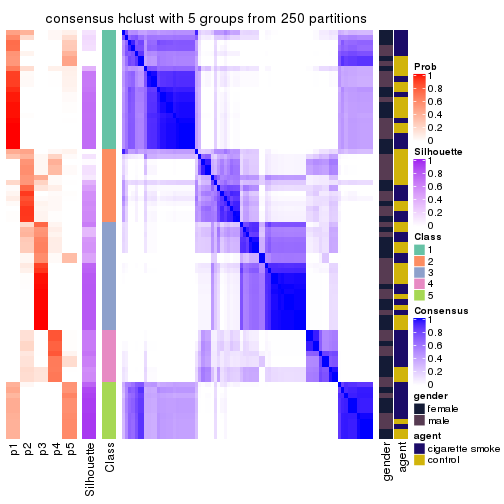 consensus hclust with 5 groups from 250 partitions
Prob
1
0.8
0.6
0.4
0.2
0
Silhouette
1
0.8
0.6
0.4
0.2
0
Class
1
2
3
4
5
Consensus
1
0.8
0.6
0.4
0.2
0
gender
female
male
agent
cigarette smoke
control
p1
p2
p3
p4
p5
Silhouette
Class
gender
agent